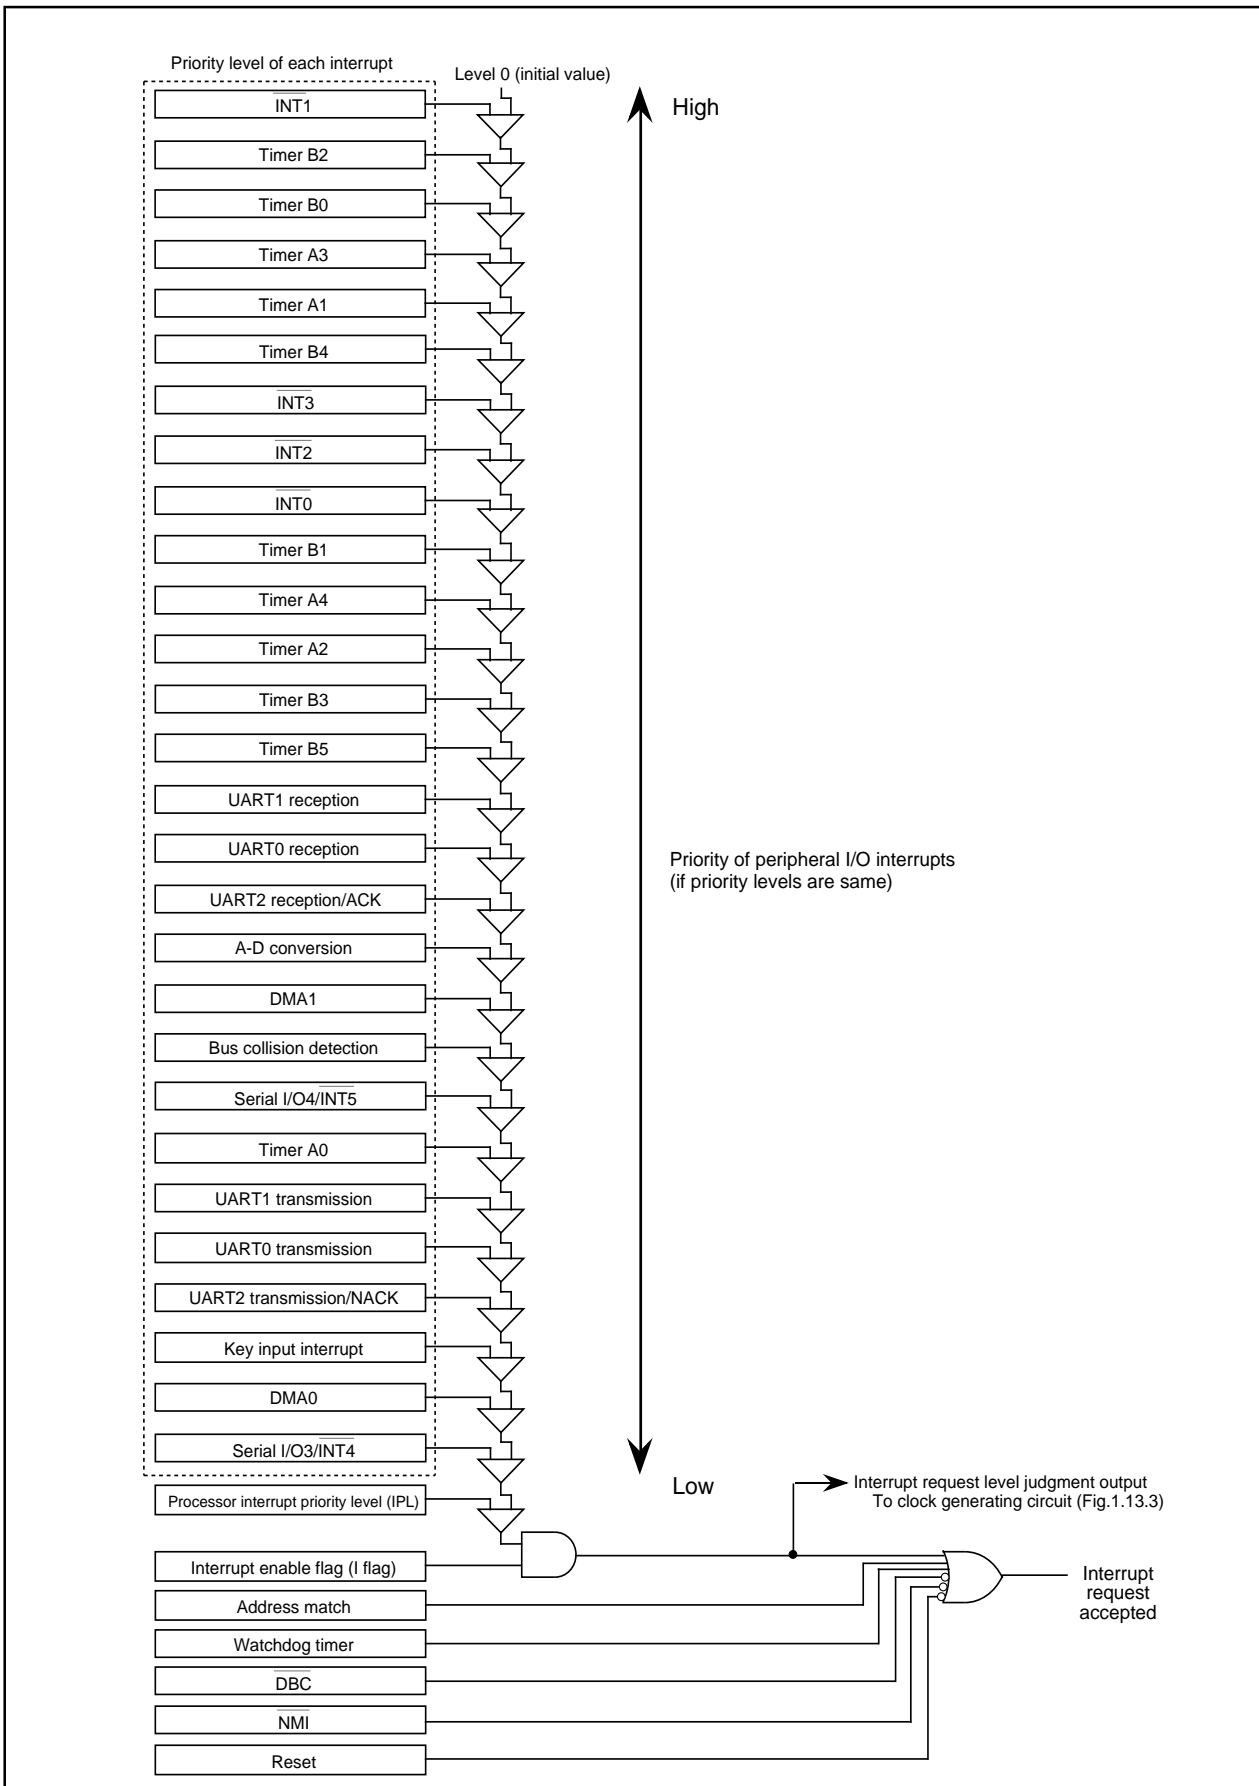 Priority level of each interrupt
Level 0 (initial value)
INT1
High
Timer B2
Timer B0
Timer A3
Timer A1
Timer B4
INT3
INT2
INT0
Timer B1
Timer A4
Timer A2
Timer B3
Timer B5
UART1 reception
UART0 reception
Priority of peripheral I/O interrupts
(if priority levels are same)
UART2 reception/ACK
A-D conversion
DMA1
Bus collision detection
Serial I/O4/INT5
Timer A0
UART1 transmission
UART0 transmission
UART2 transmission/NACK
Key input interrupt
DMA0
Serial I/O3/INT4
Low
Interrupt request level judgment output
To clock generating circuit (Fig.1.13.3)
Processor interrupt priority level (IPL)
Interrupt enable flag (I flag)
Interrupt
request
accepted
Address match
Watchdog timer
DBC
NMI
Reset